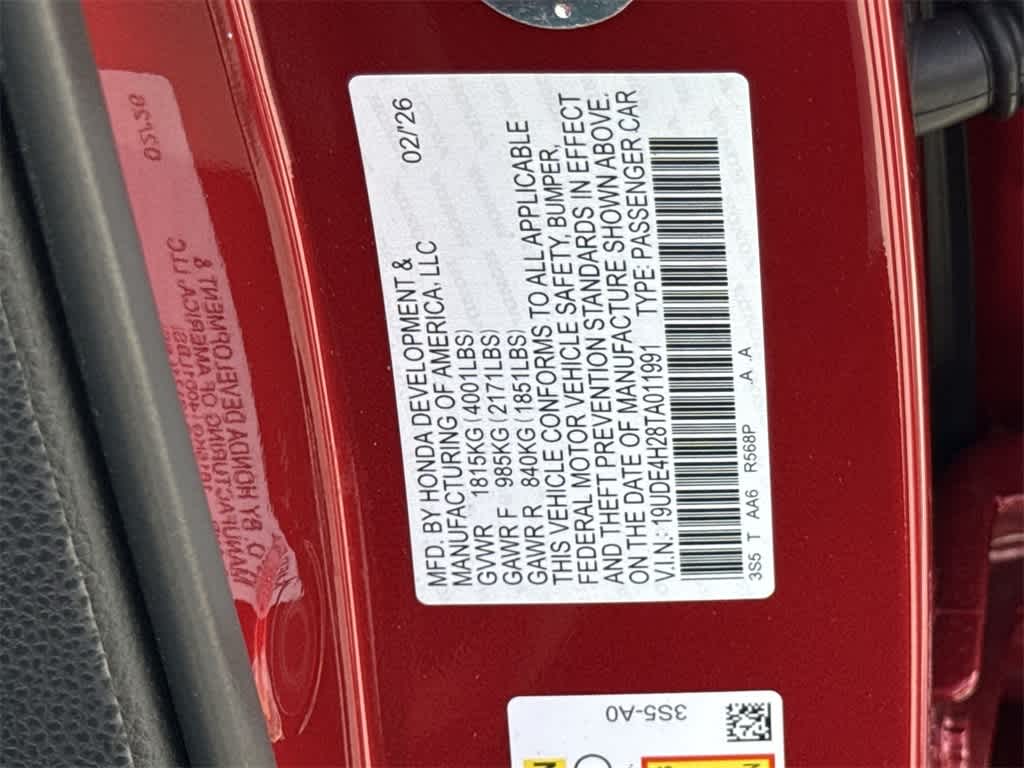 MFD. BY HONDA DEVELOPMENT & 02/'26
MANUFACTURING OF AMERICA, LLC
GVWR 1815KG (4001LBS)
GAWR F 985KG (2171LBS)
GAWR R 840KG (1851LBS)
THIS VEHICLE CONFORMS TO ALL APPLICABLE
FEDERAL MOTOR VEHICLE SAFETY, BUMPER,
AND THEFT PREVENTION STANDARDS IN EFFECT
ON THE DATE OF MANUFACTURE SHOWN ABOVE.
V.I.N.: 19UDE4H28TA011991 TYPE: PASSENGER CAR
3S5 T AA6 R568P A A
3S5-A0